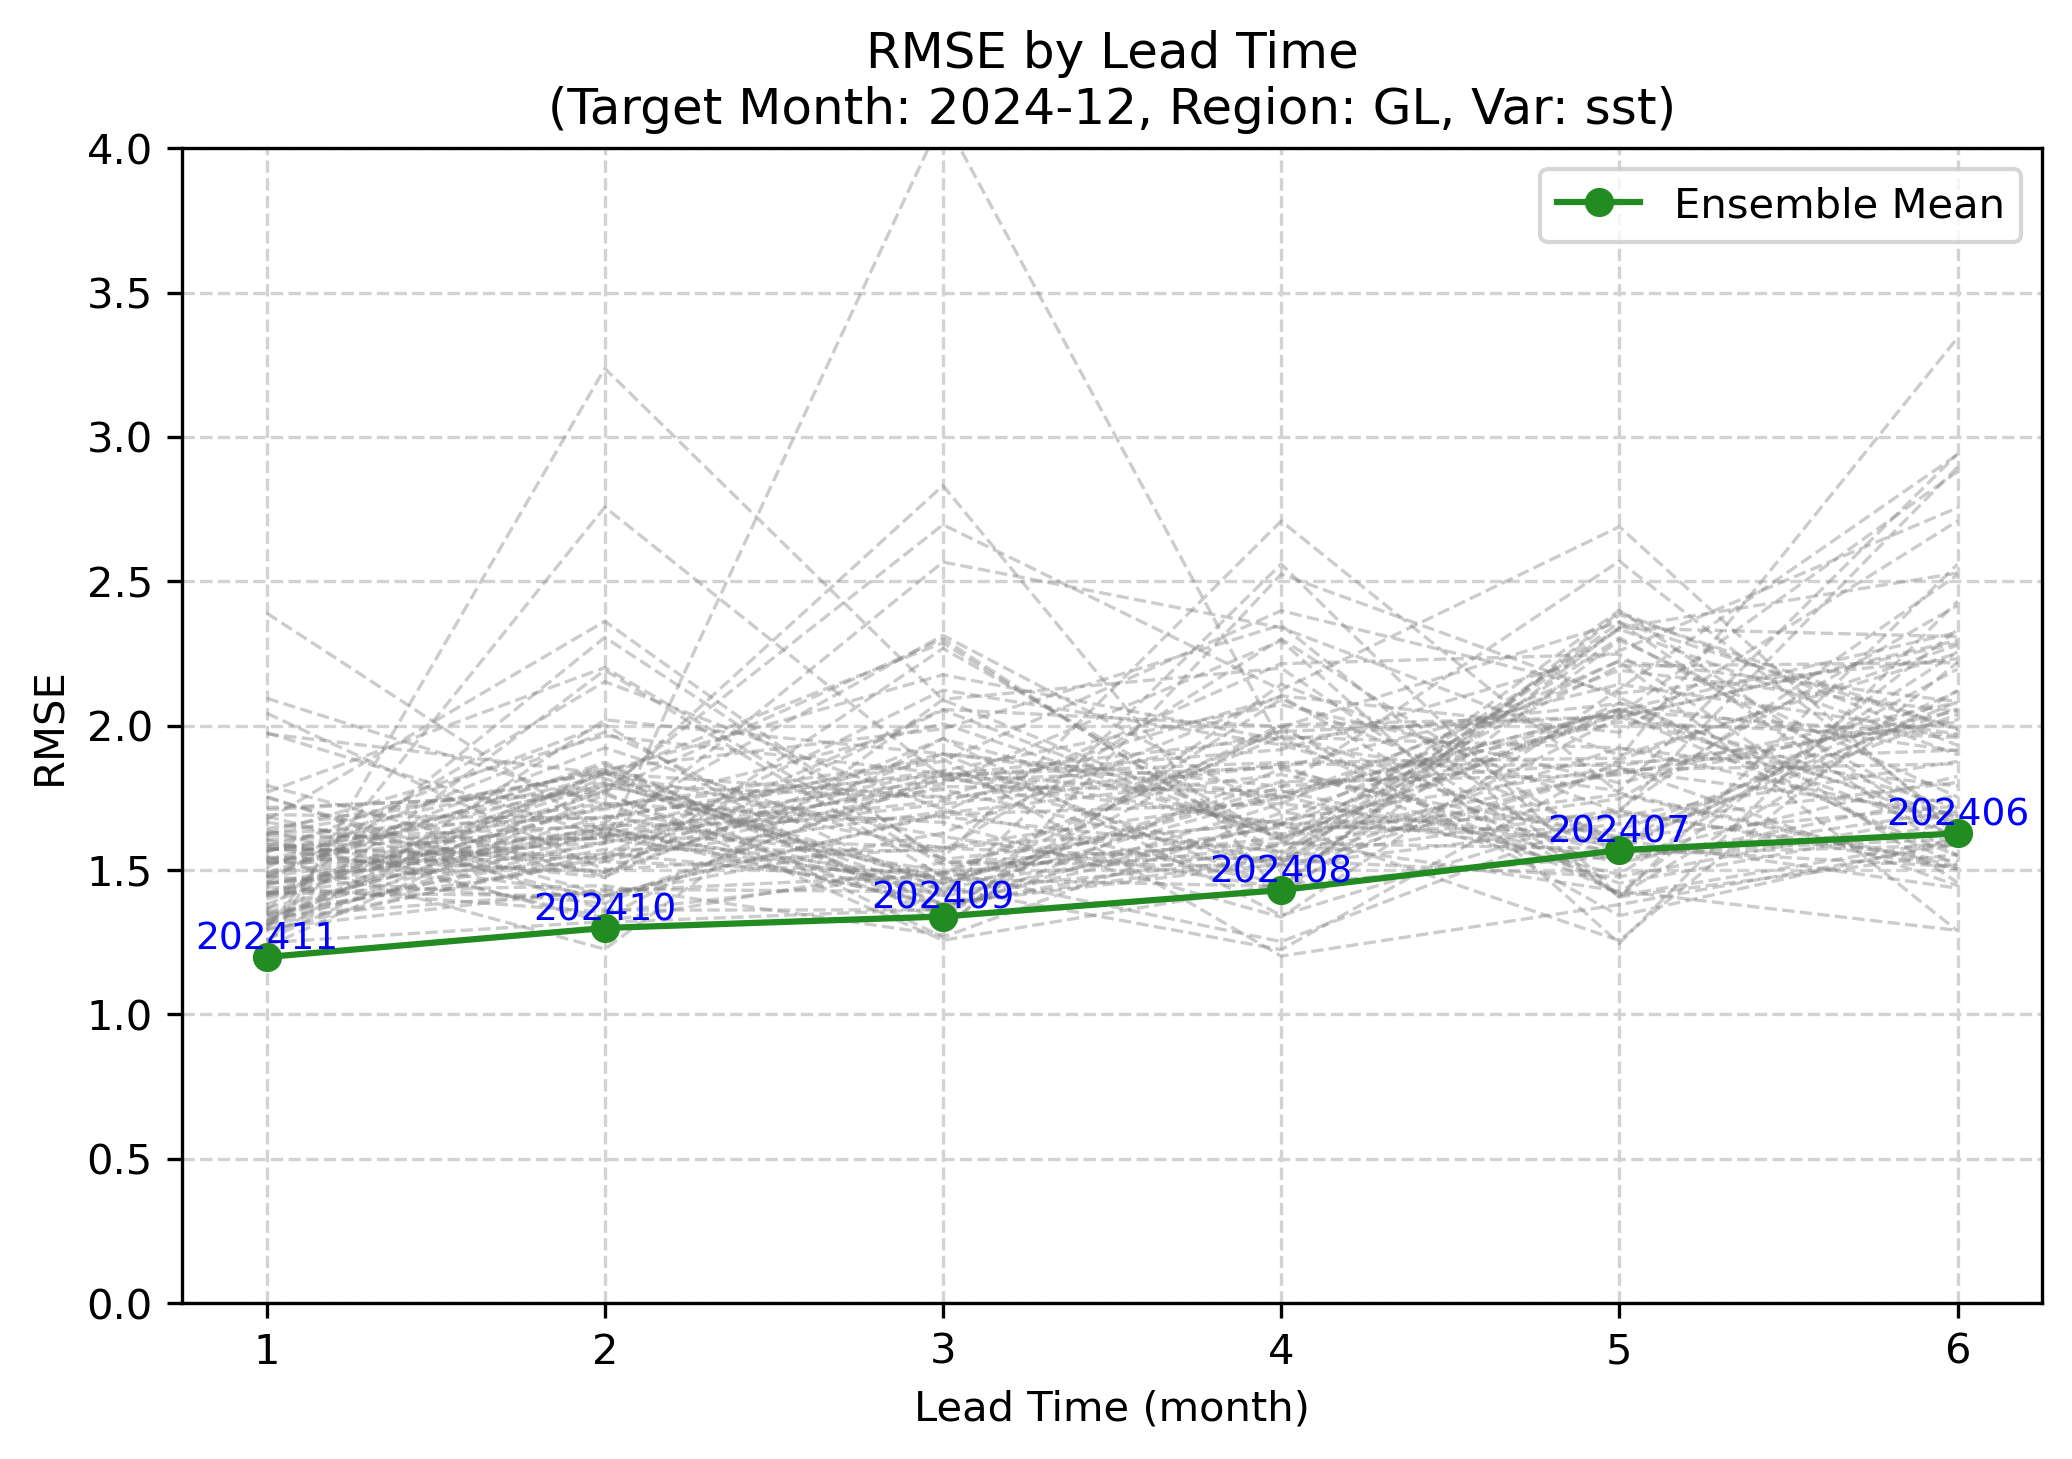 RMSE by Lead Time
(Target Month: 2024-12, Region: GL, Var: sst)
4.0
3.5
3.0
2.5
2.0
1.5
1.0
0.5
0.0
RMSE
Ensemble Mean
202411
202410
202409
202408
202407
202406
1 2 3 4 5 6
Lead Time (month)